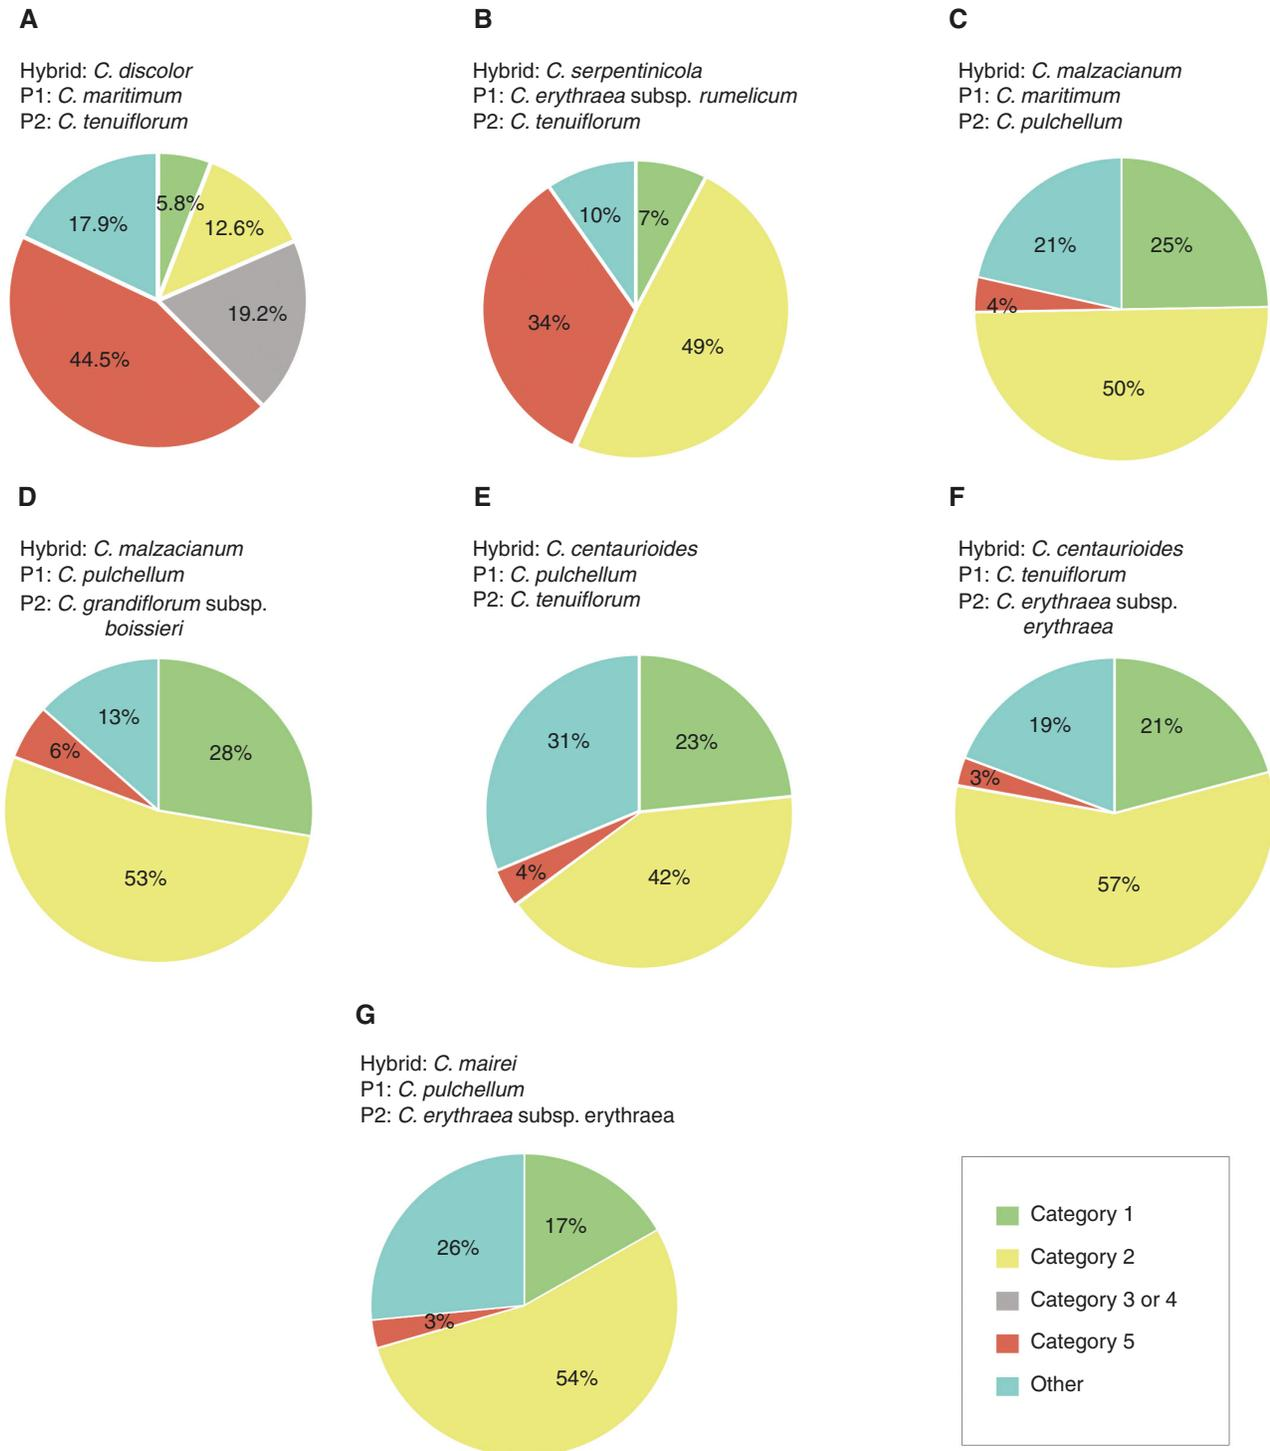 A
Hybrid: C. discolor
P1: C. maritimum
P2: C. tenuiflorum
5.8%
12.6%
17.9%
19.2%
44.5%
B
Hybrid: C. serpentinicola
P1: C. erythraea subsp. rumelicum
P2: C. tenuiflorum
10%
7%
34%
49%
C
Hybrid: C. malzacianum
P1: C. maritimum
P2: C. pulchellum
21%
25%
4%
50%
D
Hybrid: C. malzacianum
P1: C. pulchellum
P2: C. grandiflorum subsp.
boissieri
13%
28%
6%
53%
E
Hybrid: C. centaurioides
P1: C. pulchellum
P2: C. tenuiflorum
31%
23%
4%
42%
F
Hybrid: C. centaurioides
P1: C. tenuiflorum
P2: C. erythraea subsp.
erythraea
19%
21%
3%
57%
G
Hybrid: C. mairei
P1: C. pulchellum
P2: C. erythraea subsp. erythraea
17%
26%
3%
54%
Category 1
Category 2
Category 3 or 4
Category 5
Other